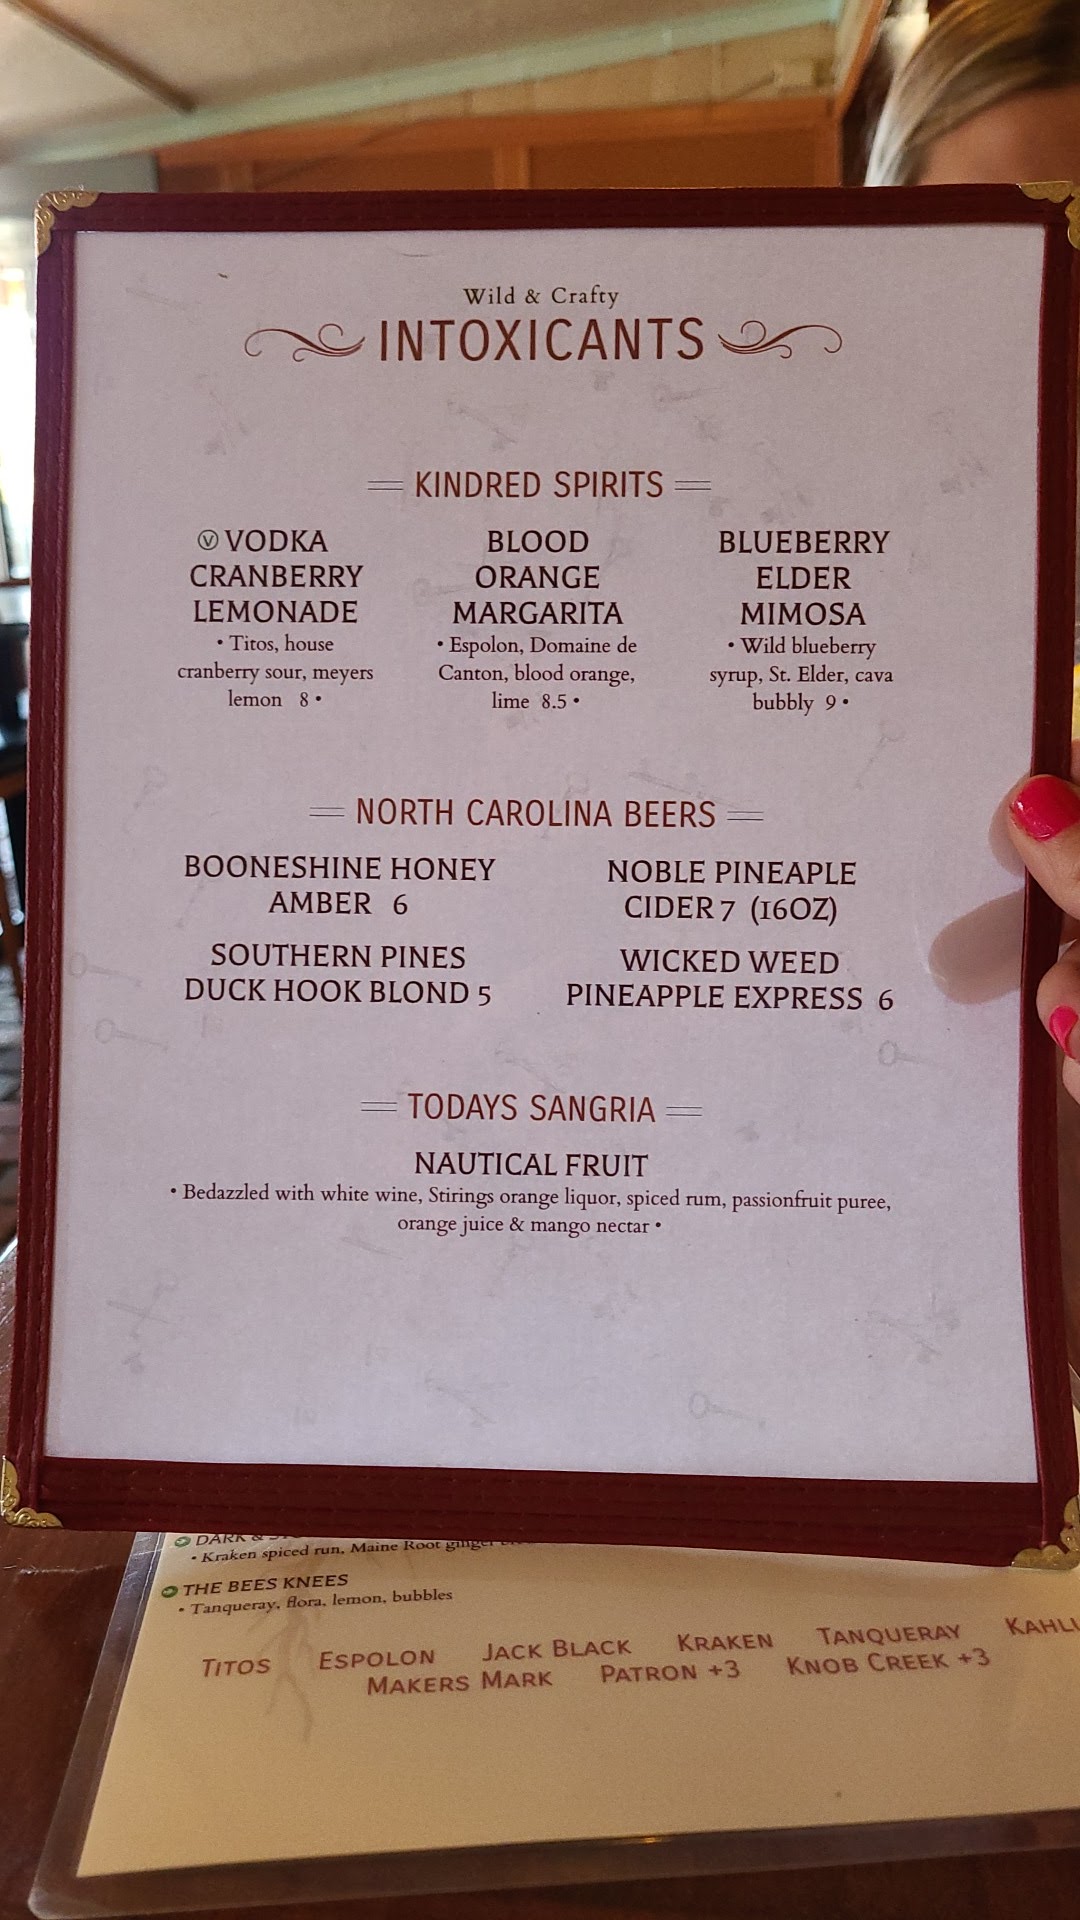 Wild & Crafty
INTOXICANTS
KINDRED SPIRITS
Ⓥ VODKA
CRANBERRY
LEMONADE
• Titos, house
cranberry sour, meyers
lemon 8 •
BLOOD
ORANGE
MARGARITA
• Espolon, Domaine de
Canton, blood orange,
lime 8.5 •
BLUEBERRY
ELDER
MIMOSA
• Wild blueberry
syrup, St. Elder, cava
bubbly 9 •
NORTH CAROLINA BEERS
BOONESHINE HONEY
AMBER 6
SOUTHERN PINES
DUCK HOOK BLOND 5
NOBLE PINEAPLE
CIDER 7 (16OZ)
WICKED WEED
PINEAPPLE EXPRESS 6
TODAYS SANGRIA
NAUTICAL FRUIT
• Bedazzled with white wine, Stirings orange liquor, spiced rum, passionfruit puree,
orange juice & mango nectar •
DARK &
• Kraken spiced run, Maine Root ginger
THE BEES KNEES
• Tanqueray, flora, lemon, bubbles
TITOS ESPOLON JACK BLACK KRAKEN TANQUERAY KAHLU
MAKERS MARK PATRON +3 KNOB CREEK +3